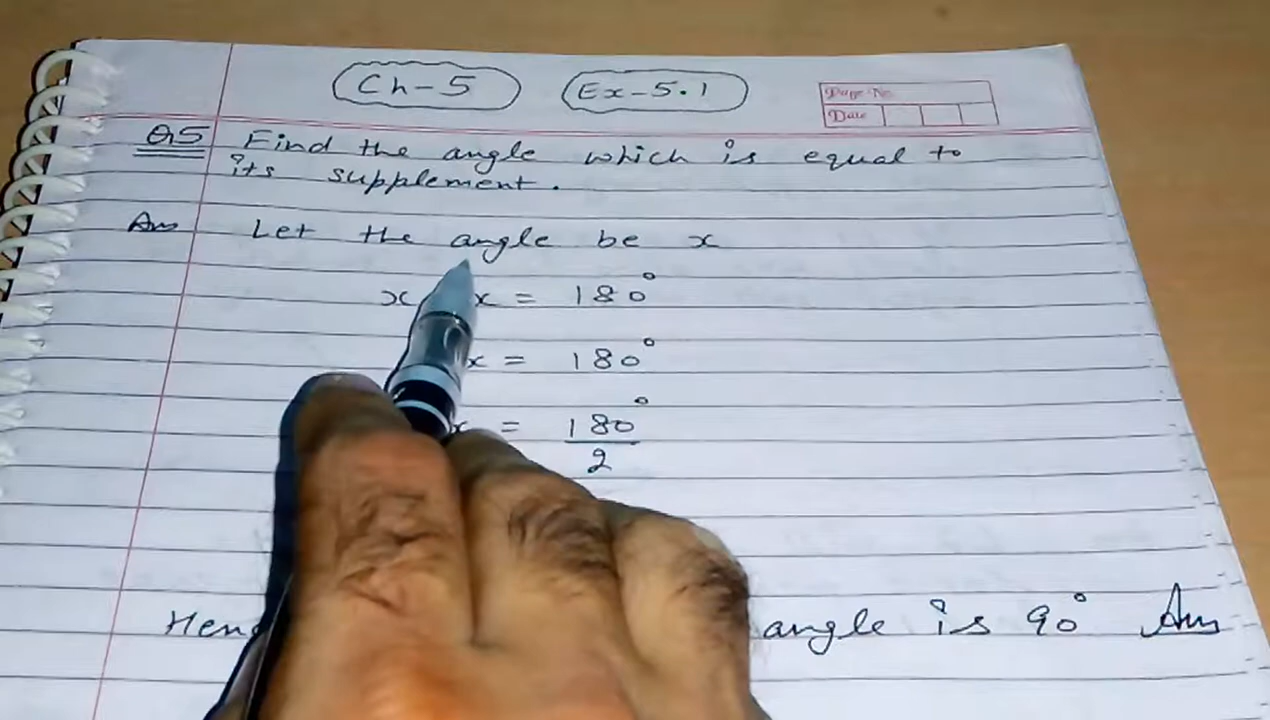 Ch-5 Ex-5.1
Page No.
Date
Q5 Find the angle which is equal to
its supplement.
Ans Let the angle be x
x x = 180°
x = 180°
x = 180°
2
angle is 90° Ans